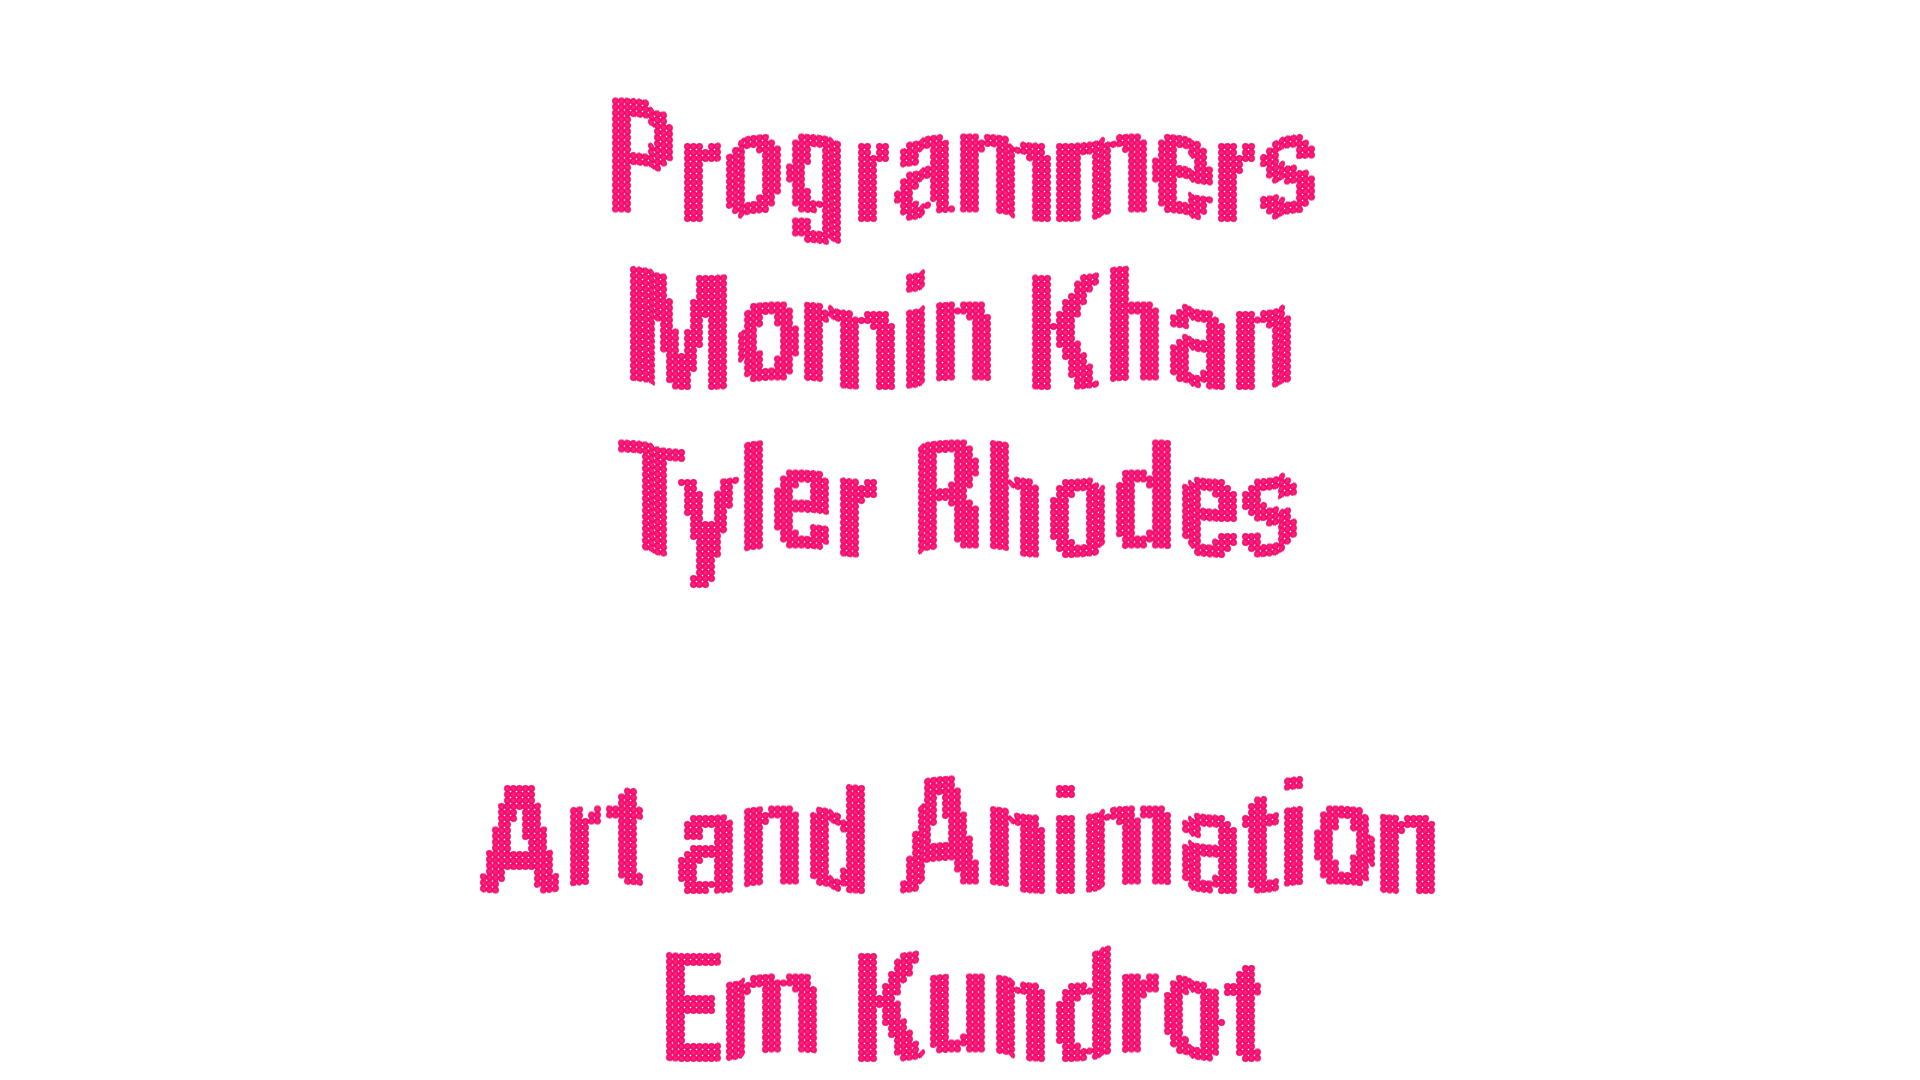 Programmers
Momin Khan
Tyler Rhodes
Art and Animation
Em Kundrot